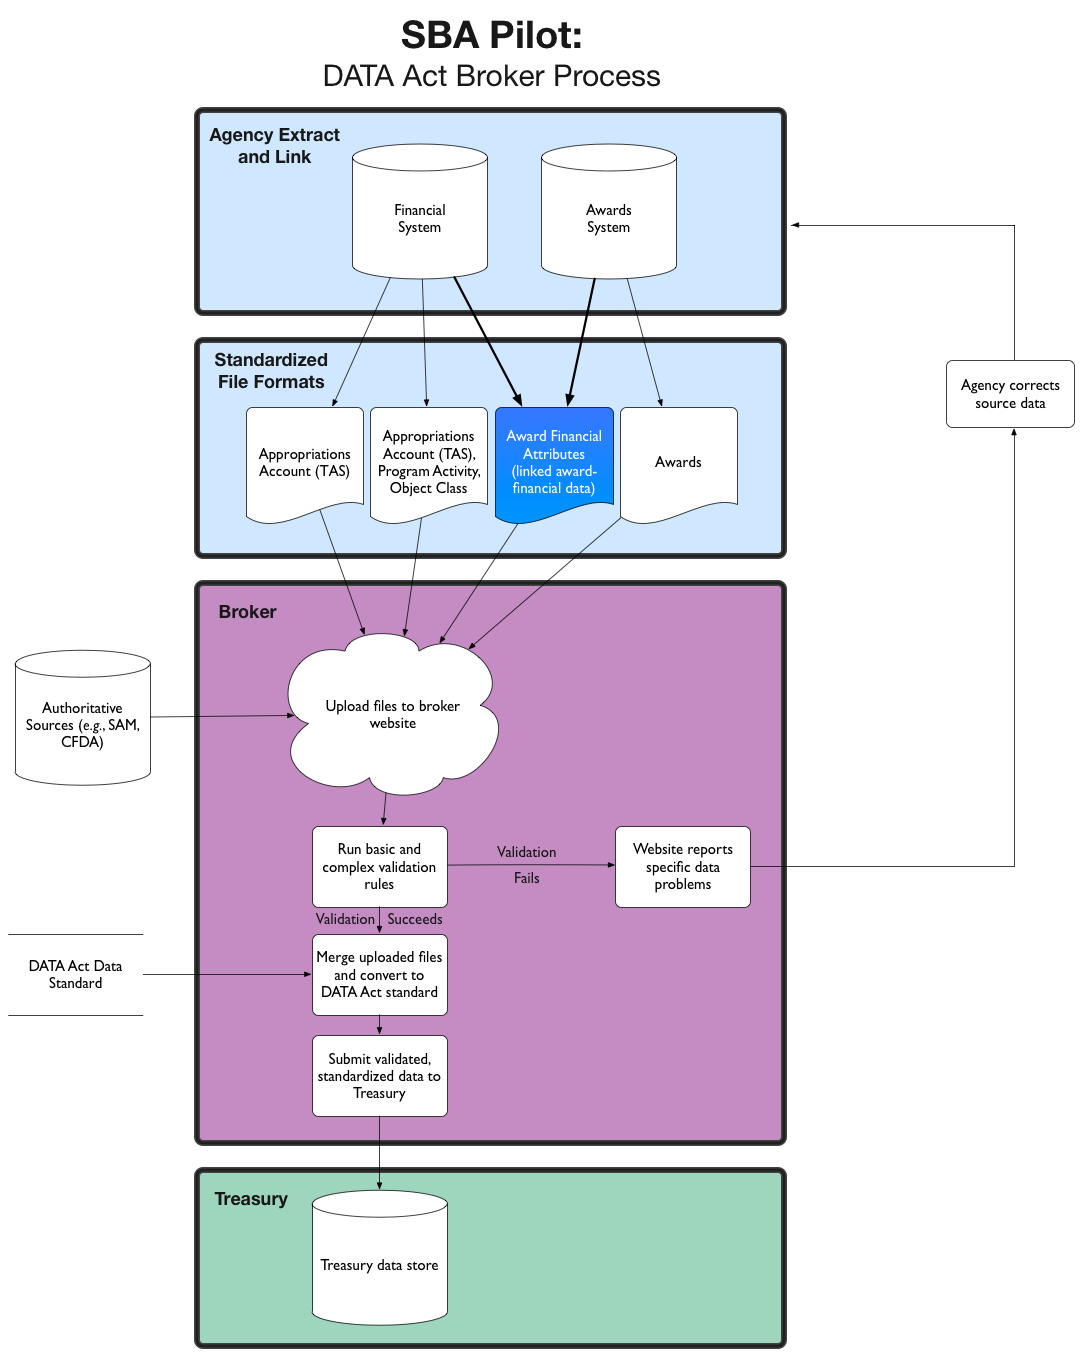 SBA Pilot:
DATA Act Broker Process
Agency Extract
and Link
Financial
System
Awards
System
Standardized
File Formats
Appropriations
Account (TAS)
Appropriations
Account (TAS),
Program Activity,
Object Class
Award Financial
Attributes
(linked award-
financial data)
Awards
Agency corrects
source data
Broker
Authoritative
Sources (e.g., SAM,
CFDA)
Upload files to broker
website
Run basic and
complex validation
rules
Validation
Fails
Website reports
specific data
problems
Validation Succeeds
DATA Act Data
Standard
Merge uploaded files
and convert to
DATA Act standard
Submit validated,
standardized data to
Treasury
Treasury
Treasury data store